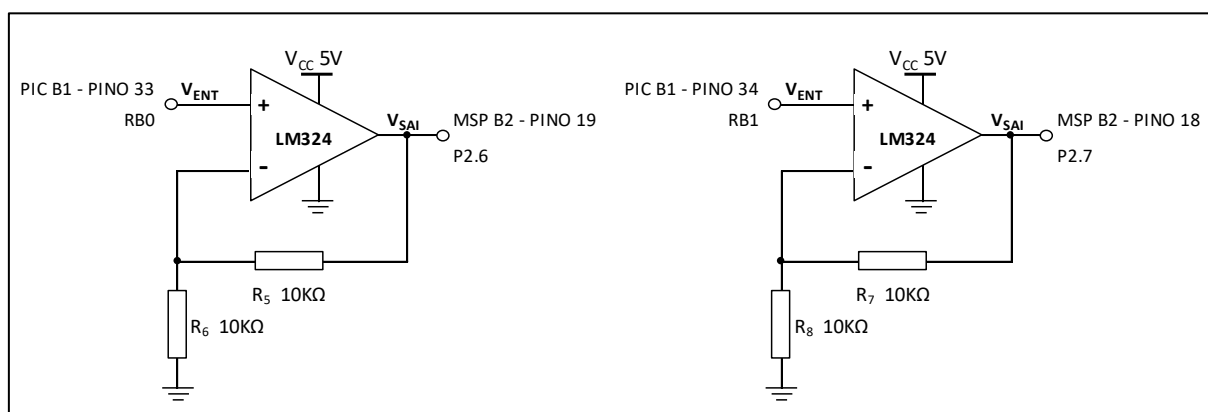 V_CC 5V
PIC B1 - PINO 33
V_ENT
RB0
+
LM324
-
V_SAI
MSP B2 - PINO 19
P2.6
R_5 10KΩ
R_6 10KΩ
V_CC 5V
PIC B1 - PINO 34
V_ENT
RB1
+
LM324
-
V_SAI
MSP B2 - PINO 18
P2.7
R_7 10KΩ
R_8 10KΩ